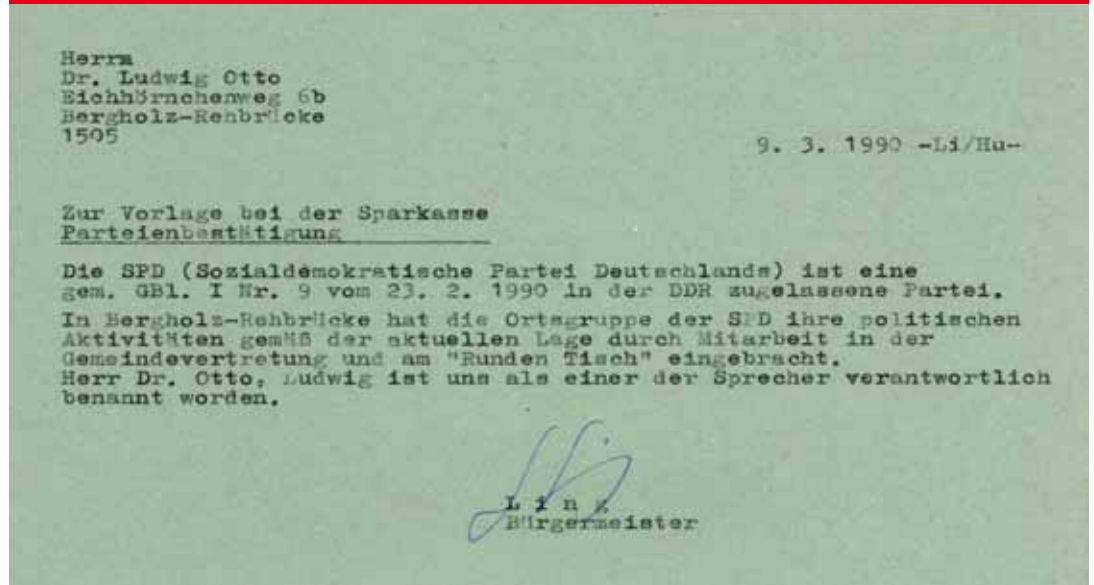 Herrn
Dr. Ludwig Otto
Eichhörnchenweg 6b
Bergholz-Rehbrücke
1505
9. 3. 1990 -Li/Hu-
Zur Vorlage bei der Sparkasse
Parteienbestätigung
Die SPD (Sozialdemokratische Partei Deutschlands) ist eine
gem. GBl. I Nr. 9 vom 23. 2. 1990 in der DDR zugelassene Partei.
In Bergholz-Rehbrücke hat die Ortsgruppe der SPD ihre politischen
Aktivitäten gemäß der aktuellen Lage durch Mitarbeit in der
Gemeindevertretung und am "Runden Tisch" eingebracht.
Herr Dr. Otto, Ludwig ist uns als einer der Sprecher verantwortlich
benannt worden.
L i n g
Bürgermeister